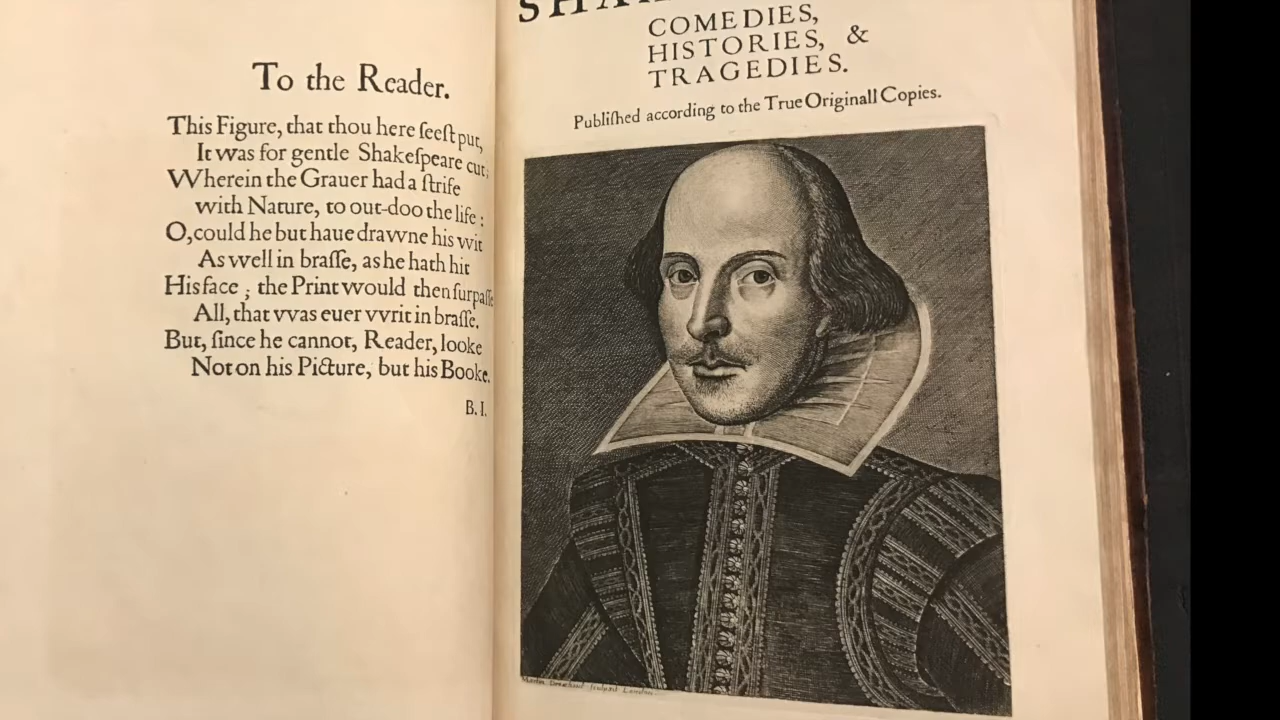 To the Reader.
This Figure, that thou here ſeeſt put,
It was for gentle Shakeſpeare cut;
Wherein the Grauer had a ſtrife
with Nature, to out-doo the life :
O, could he but haue drawne his wit
As well in braſſe, as he hath hit
His face ; the Print would then ſurpaſſe
All, that vvas euer vvrit in braſſe.
But, ſince he cannot, Reader, looke
Not on his Picture, but his Booke.
B. I.
COMEDIES,
HISTORIES, &
TRAGEDIES.
Publiſhed according to the True Originall Copies.
Martin Droeshout sculpsit London